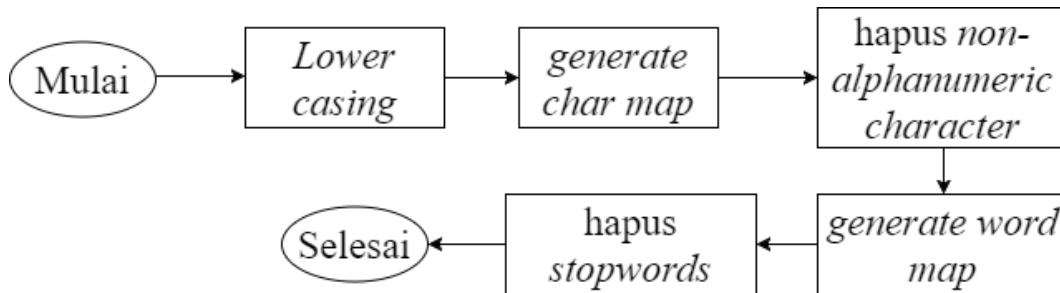 Mulai
Lower
casing
generate
char map
hapus non-
alphanumeric
character
generate word
map
hapus
stopwords
Selesai